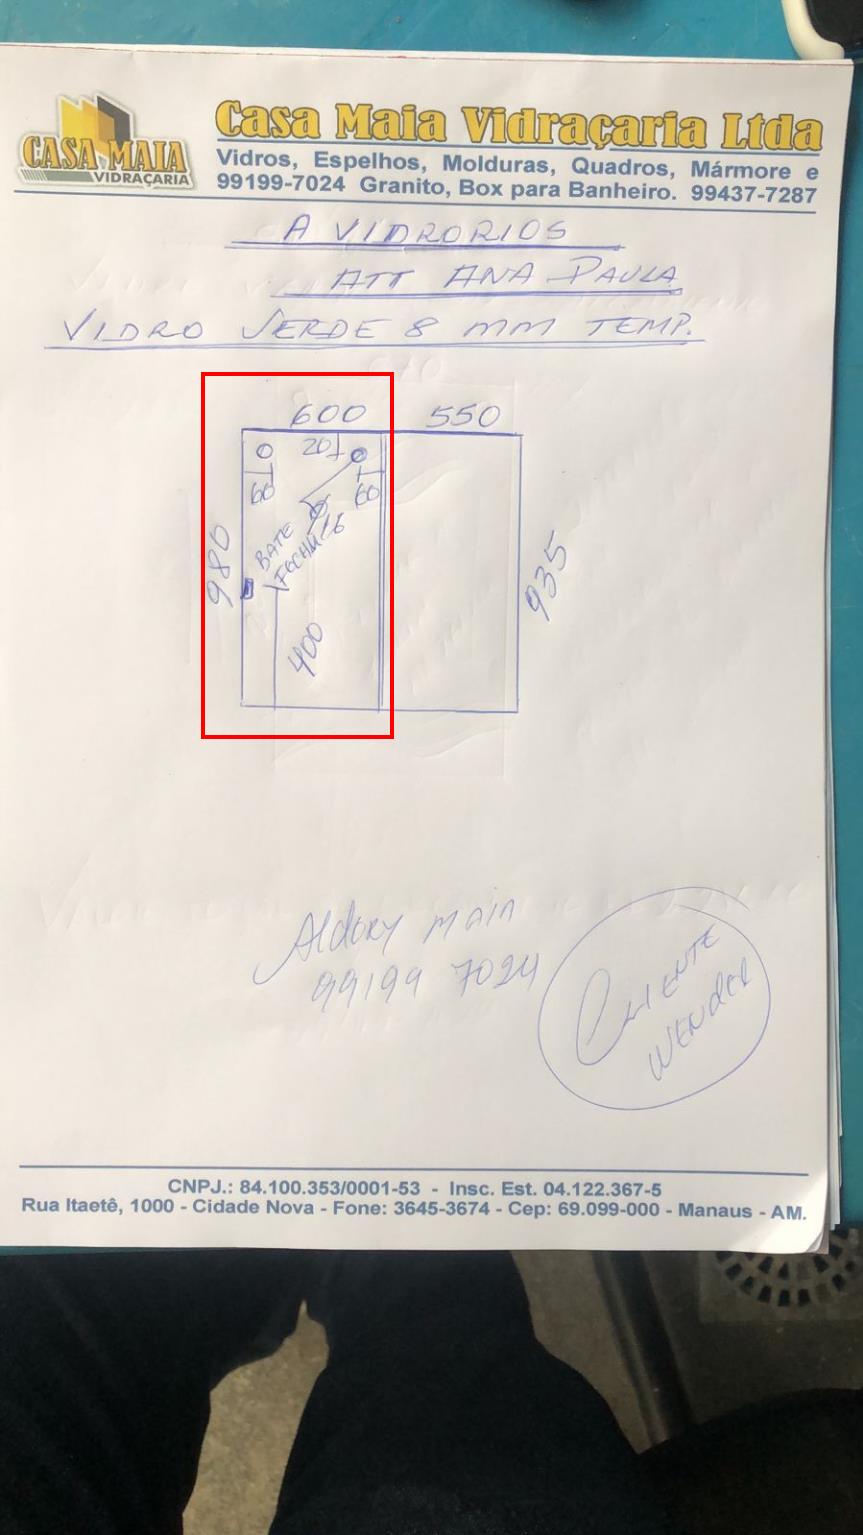 CASA MAIA
VIDRAÇARIA
Casa Maia Vidraçaria Ltda
Vidros, Espelhos, Molduras, Quadros, Mármore e
99199-7024 Granito, Box para Banheiro. 99437-7287
A VIDRORIOS
ATT ANA PAULA
VIDRO VERDE 8 mm TEMP.
600 550
20
60 60
16
BATE
FECHA
980
935
400
Aldory maia
99199 7024
CLIENTE
WENDEL
CNPJ.: 84.100.353/0001-53 - Insc. Est. 04.122.367-5
Rua Itaetê, 1000 - Cidade Nova - Fone: 3645-3674 - Cep: 69.099-000 - Manaus - AM.